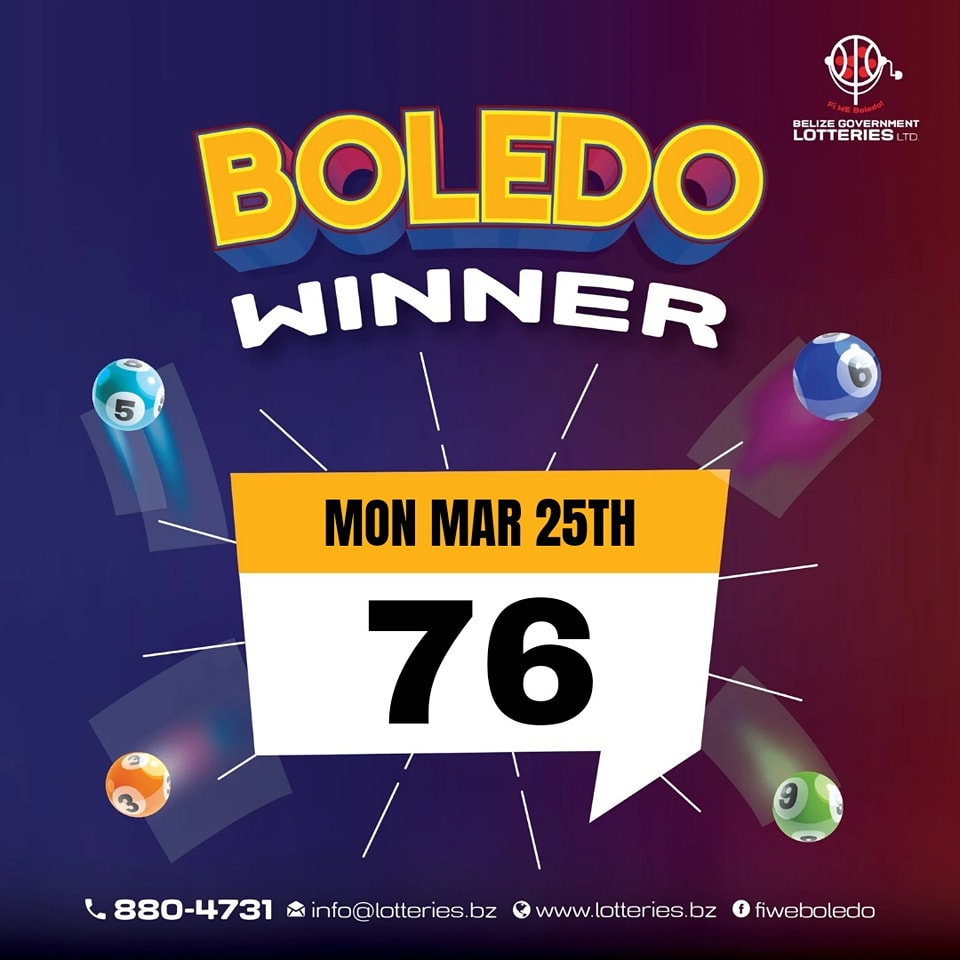 Fi WE Boledo!
BELIZE GOVERNMENT
LOTTERIES LTD.
BOLEDO
WINNER
5
6
MON MAR 25TH
76
3
9
880-4731 info@lotteries.bz www.lotteries.bz fiweboledo